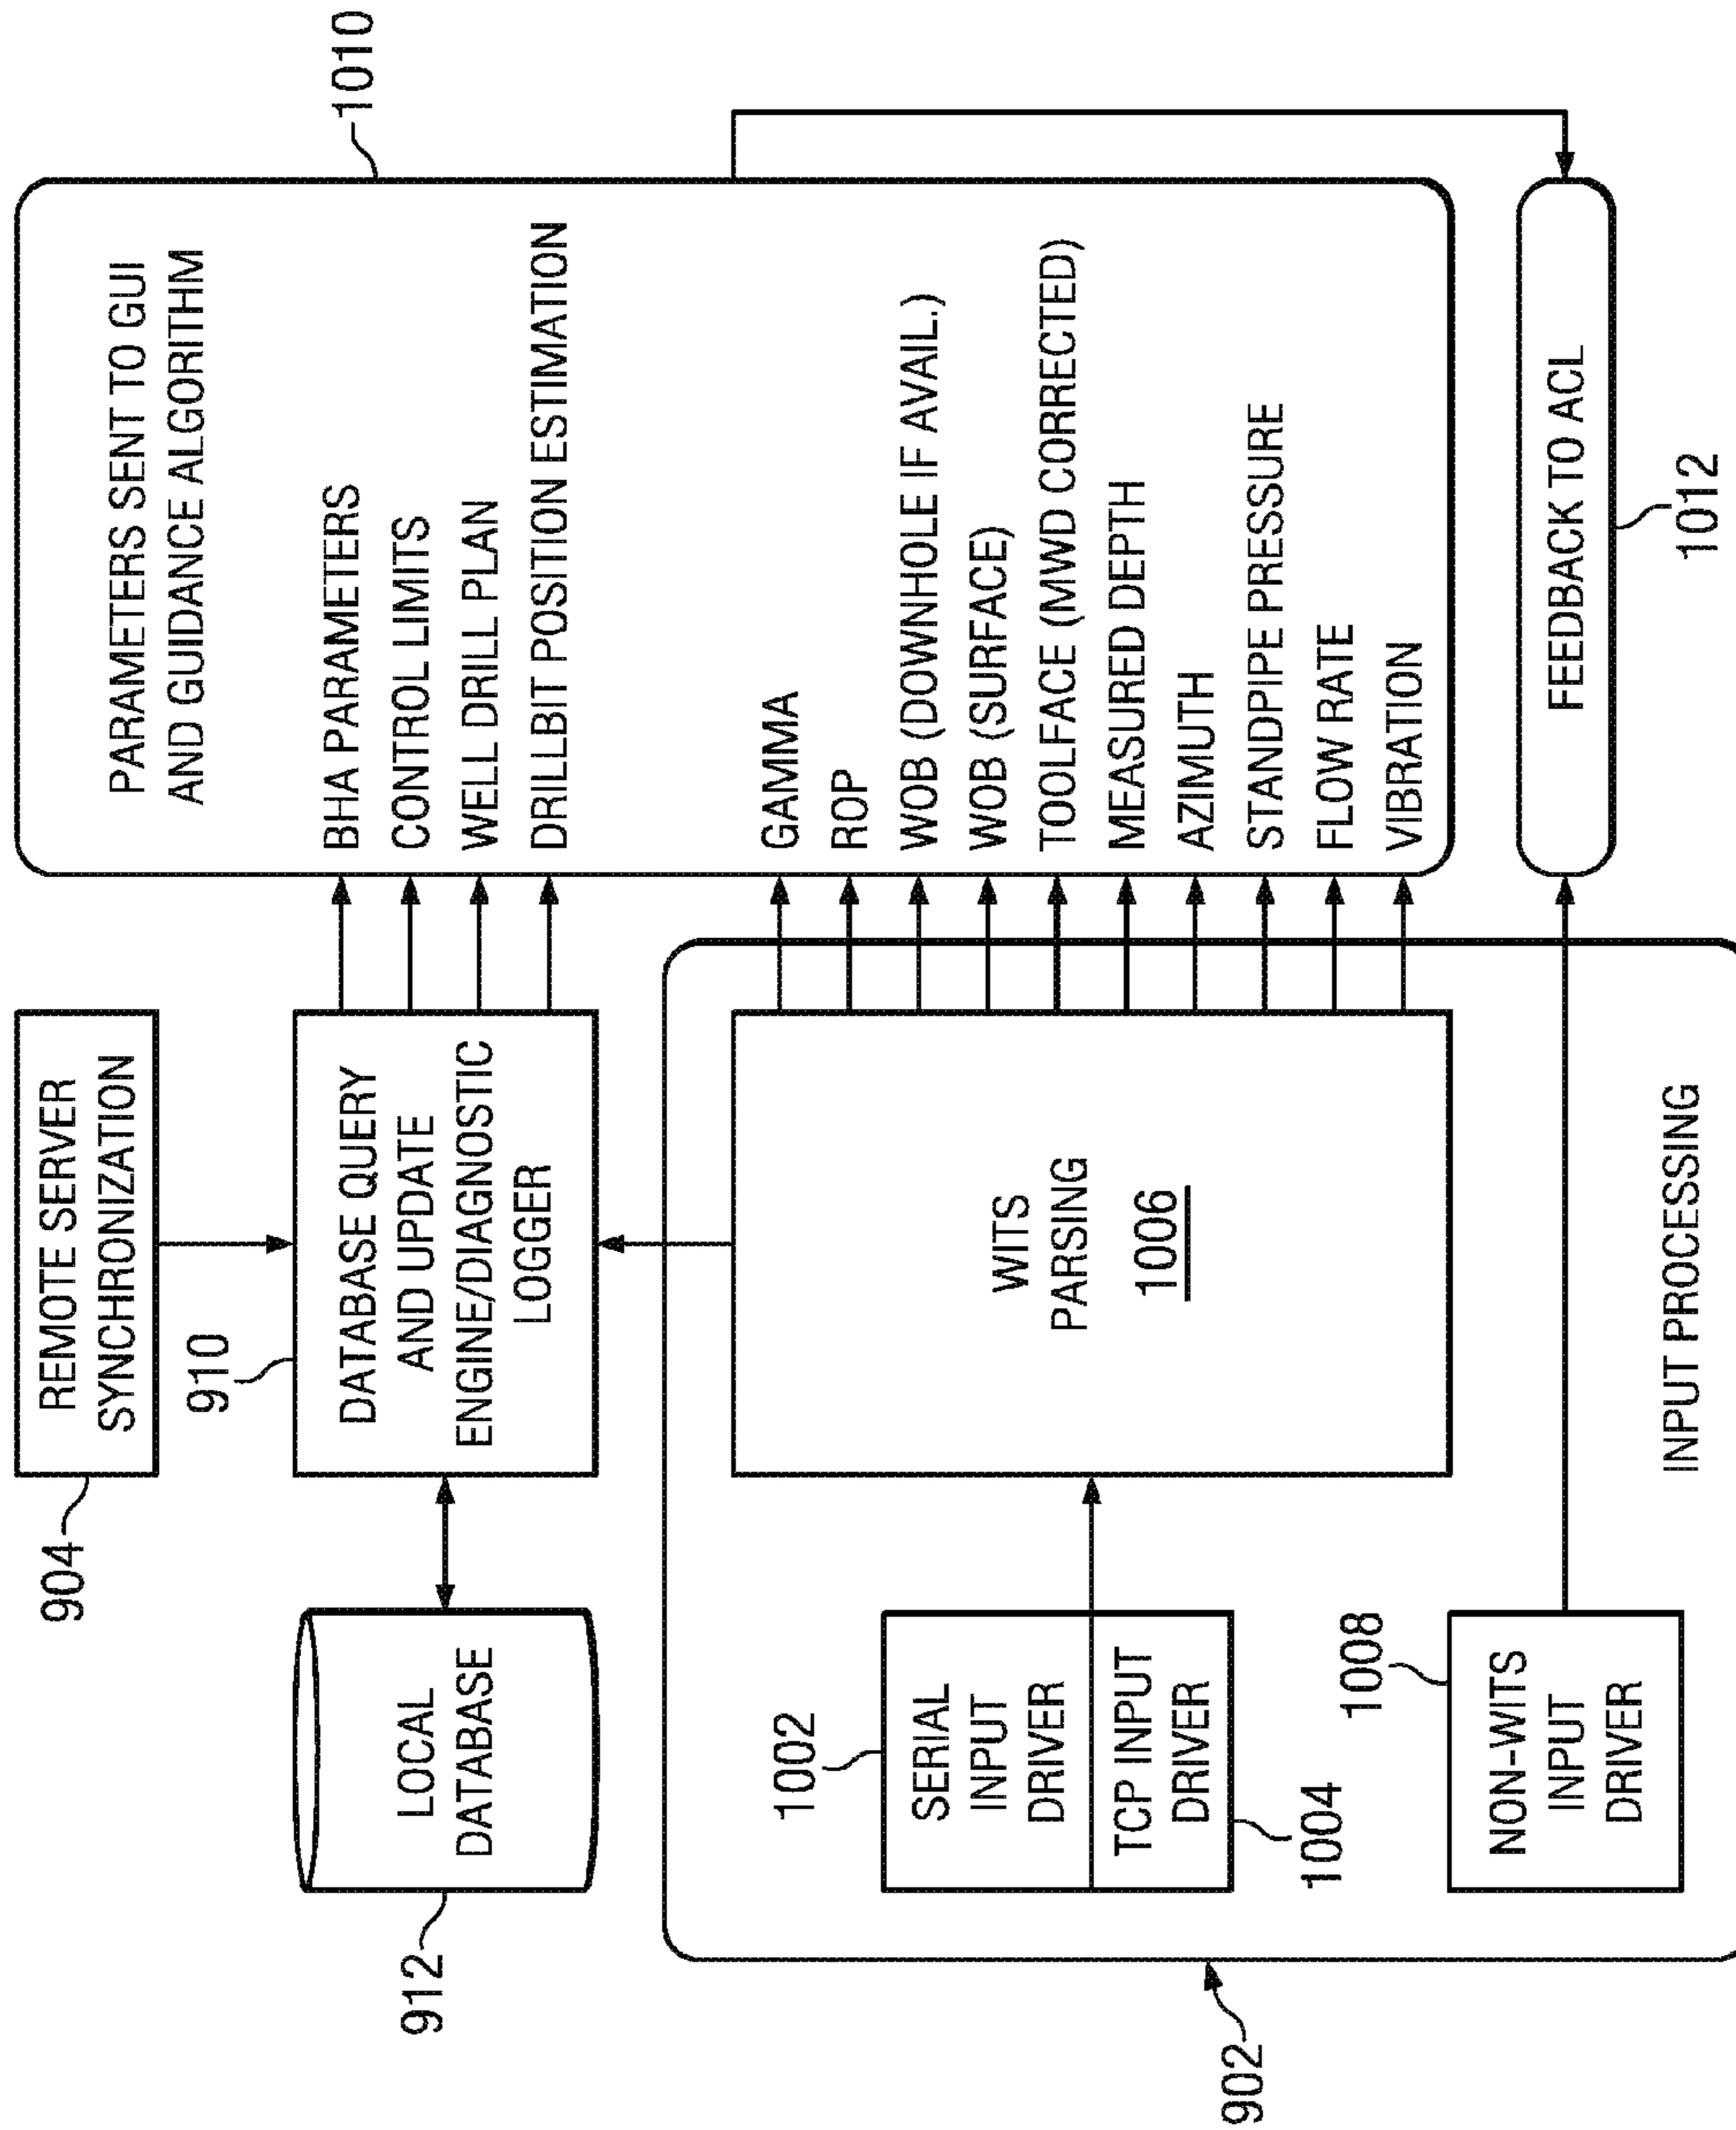 904
REMOTE SERVER
SYNCHRONIZATION
910
912
LOCAL
DATABASE
DATABASE QUERY
AND UPDATE
ENGINE/DIAGNOSTIC
LOGGER
1010
PARAMETERS SENT TO GUI
AND GUIDANCE ALGORITHM
BHA PARAMETERS
CONTROL LIMITS
WELL DRILL PLAN
DRILLBIT POSITION ESTIMATION
GAMMA
ROP
WOB (DOWNHOLE IF AVAIL.)
WOB (SURFACE)
TOOLFACE (MWD CORRECTED)
MEASURED DEPTH
AZIMUTH
STANDPIPE PRESSURE
FLOW RATE
VIBRATION
902
1002
SERIAL
INPUT
DRIVER
TCP INPUT
DRIVER
1004
WITS
PARSING
1006
1008
NON-WITS
INPUT
DRIVER
INPUT PROCESSING
FEEDBACK TO ACL
1012